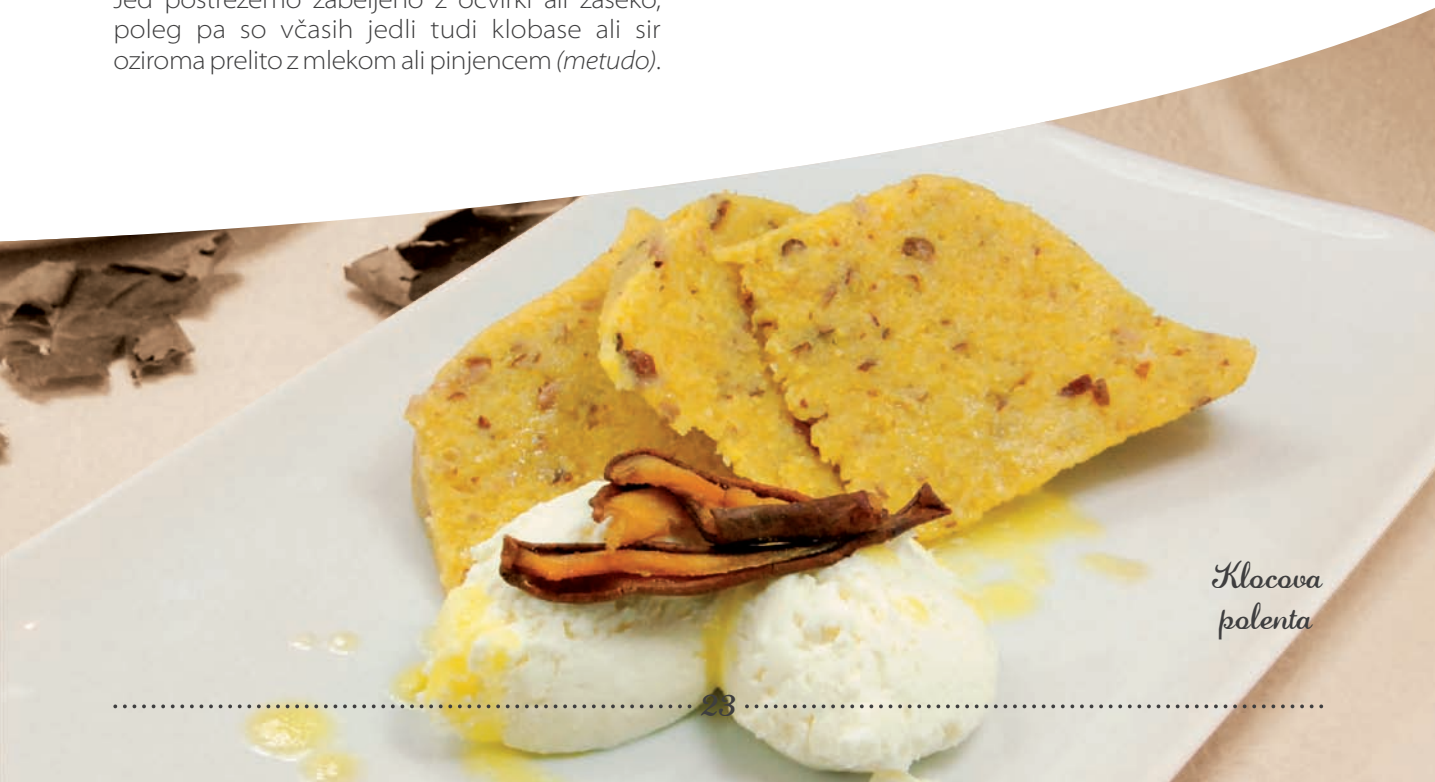 Jed postrežemo zabeljeno z ocvirki ali zaseko,
poleg pa so včasih jedli tudi klobase ali sir
oziroma prelito z mlekom ali pinjencem (metudo).
Klocova
polenta
23